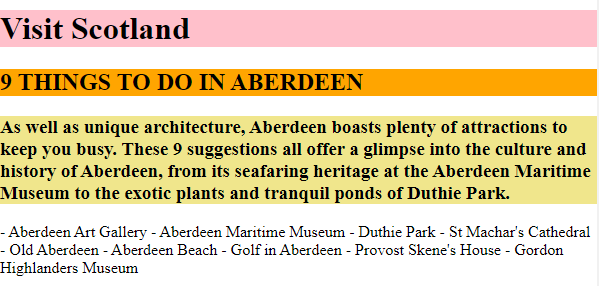 Visit Scotland
9 THINGS TO DO IN ABERDEEN
As well as unique architecture, Aberdeen boasts plenty of attractions to
keep you busy. These 9 suggestions all offer a glimpse into the culture and
history of Aberdeen, from its seafaring heritage at the Aberdeen Maritime
Museum to the exotic plants and tranquil ponds of Duthie Park.
- Aberdeen Art Gallery - Aberdeen Maritime Museum - Duthie Park - St Machar's Cathedral
- Old Aberdeen - Aberdeen Beach - Golf in Aberdeen - Provost Skene's House - Gordon
Highlanders Museum